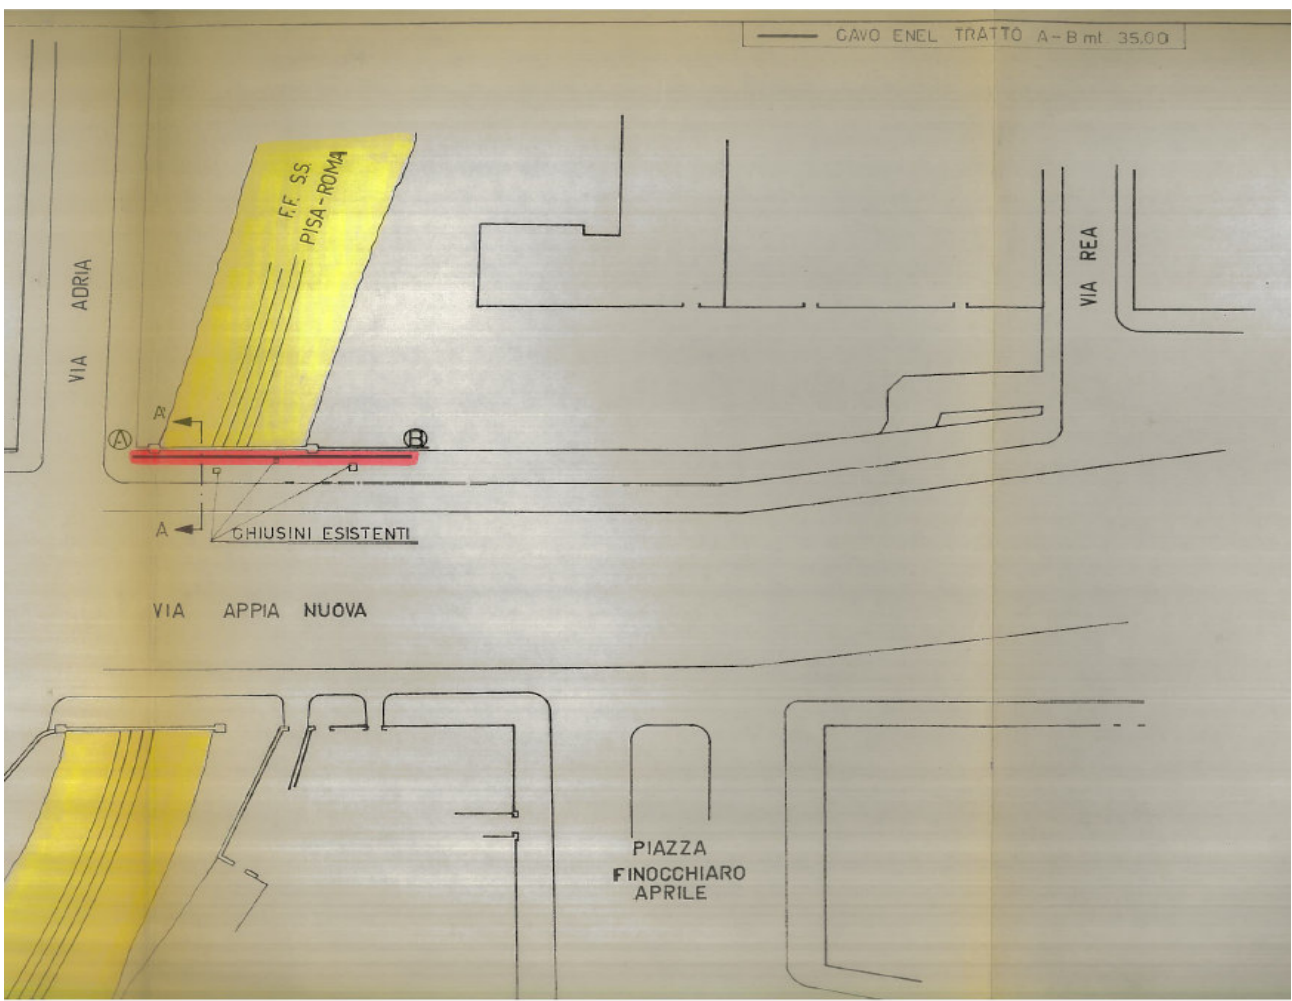 CAVO ENEL TRATTO A-B mt. 35.00
F.F. S.S.
PISA-ROMA
VIA ADRIA
VIA REA
A'
A
B
A
CHIUSINI ESISTENTI
VIA APPIA NUOVA
PIAZZA
FINOCCHIARO
APRILE